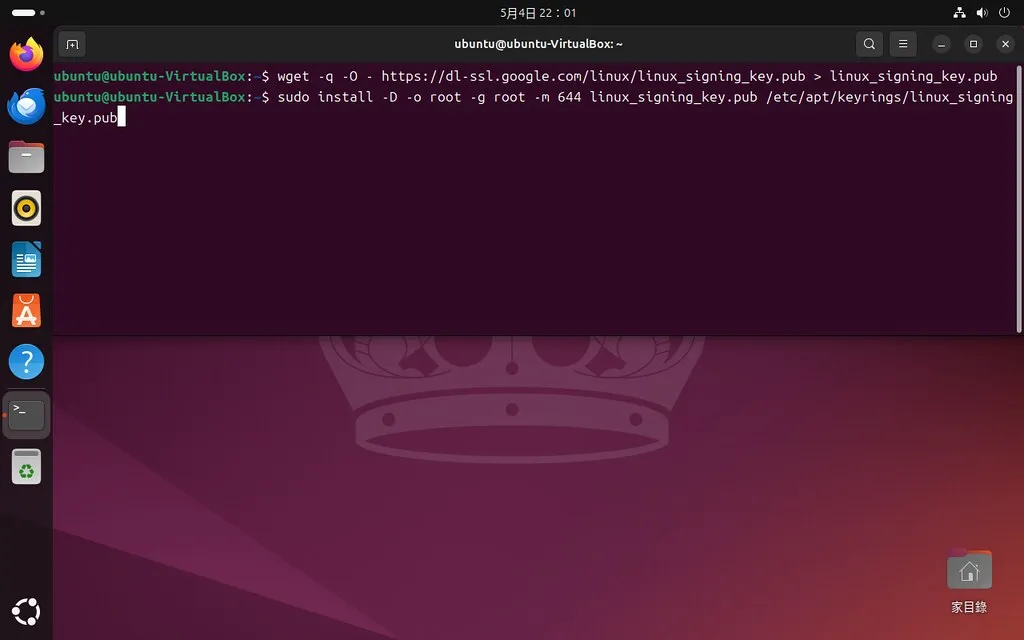 5月4日 22：01
ubuntu@ubuntu-VirtualBox: ~
ubuntu@ubuntu-VirtualBox:~$ wget -q -O - https://dl-ssl.google.com/linux/linux_signing_key.pub > linux_signing_key.pub
ubuntu@ubuntu-VirtualBox:~$ sudo install -D -o root -g root -m 644 linux_signing_key.pub /etc/apt/keyrings/linux_signing
_key.pub
家目錄